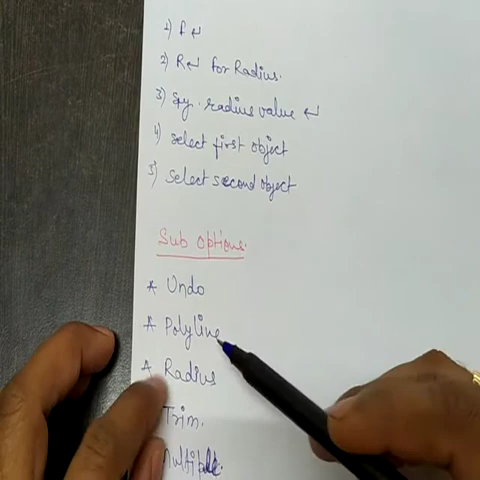 1) f ↵
2) R↵ for Radius.
3) Spy. radius value ↵
4) select first object
5) select second object
Sub options.
* Undo
* Polyline
* Radius
Trim.
Multiple.